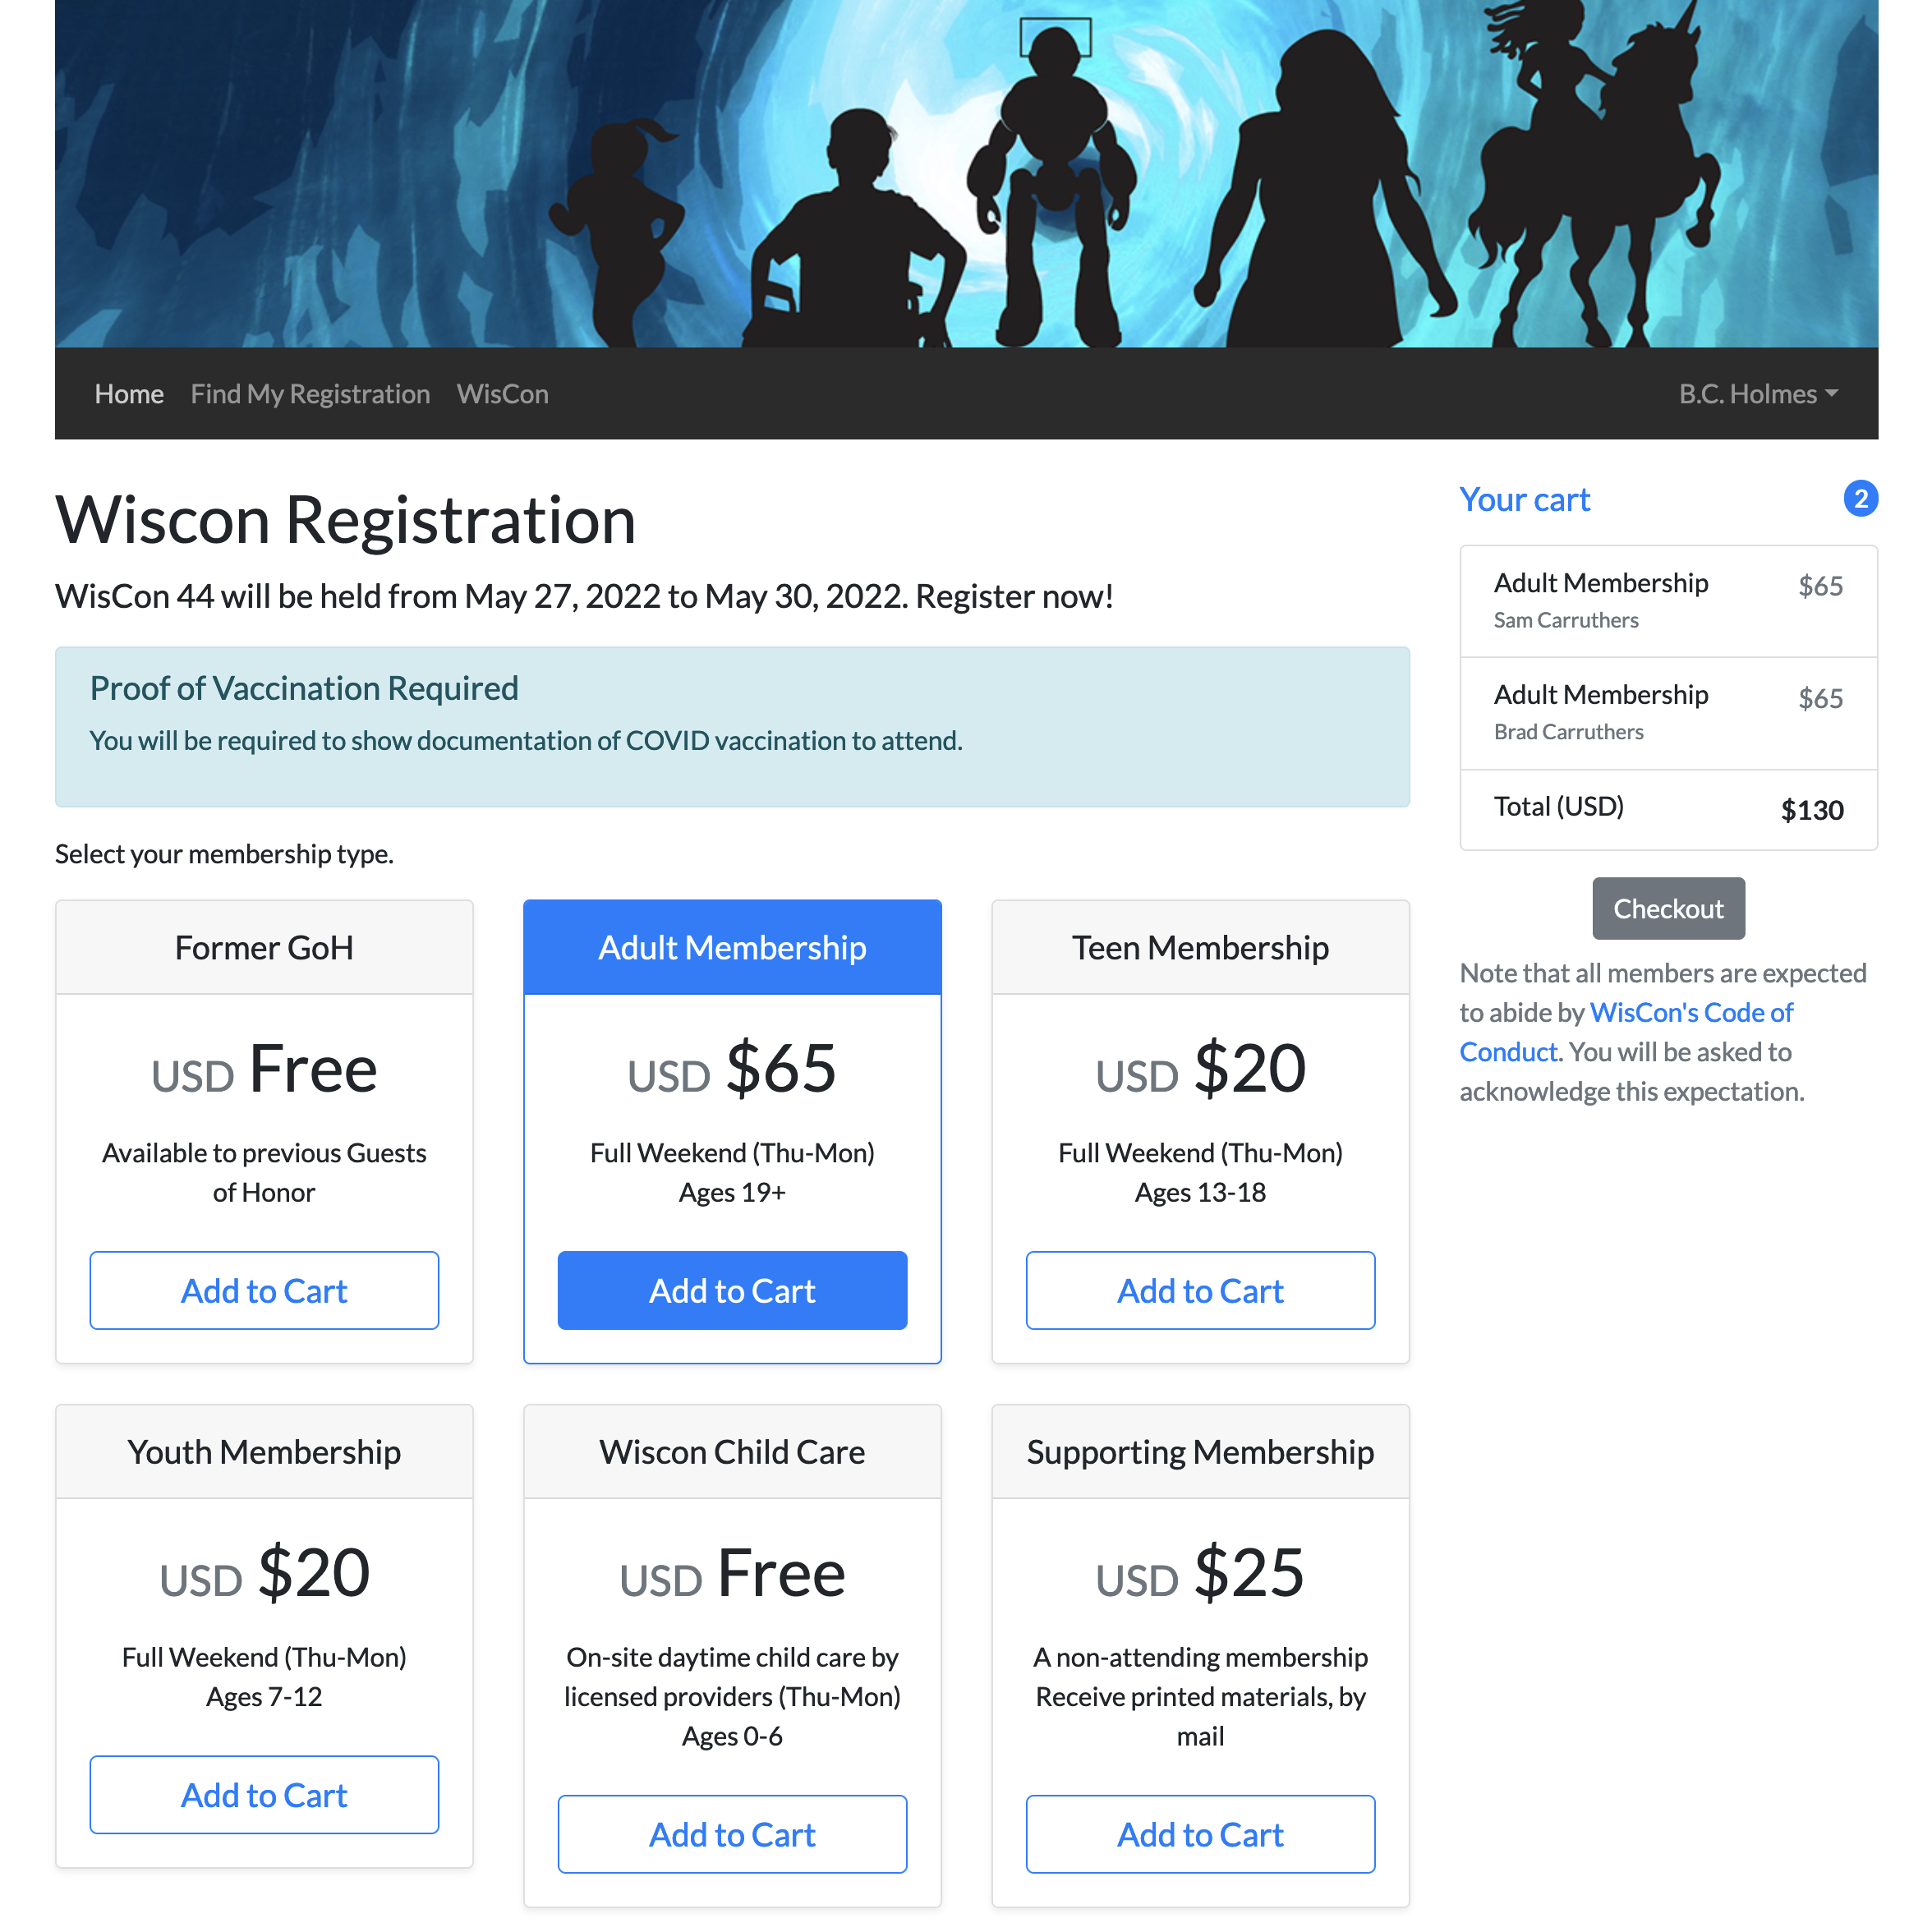 Home Find My Registration WisCon B.C. Holmes
Wiscon Registration
WisCon 44 will be held from May 27, 2022 to May 30, 2022. Register now!
Proof of Vaccination Required
You will be required to show documentation of COVID vaccination to attend.
Select your membership type.
Former GoH
USD Free
Available to previous Guests
of Honor
Add to Cart
Adult Membership
USD $65
Full Weekend (Thu-Mon)
Ages 19+
Add to Cart
Teen Membership
USD $20
Full Weekend (Thu-Mon)
Ages 13-18
Add to Cart
Youth Membership
USD $20
Full Weekend (Thu-Mon)
Ages 7-12
Add to Cart
Wiscon Child Care
USD Free
On-site daytime child care by
licensed providers (Thu-Mon)
Ages 0-6
Add to Cart
Supporting Membership
USD $25
A non-attending membership
Receive printed materials, by
mail
Add to Cart
Your cart 2
Adult Membership $65
Sam Carruthers
Adult Membership $65
Brad Carruthers
Total (USD) $130
Checkout
Note that all members are expected
to abide by WisCon's Code of
Conduct. You will be asked to
acknowledge this expectation.